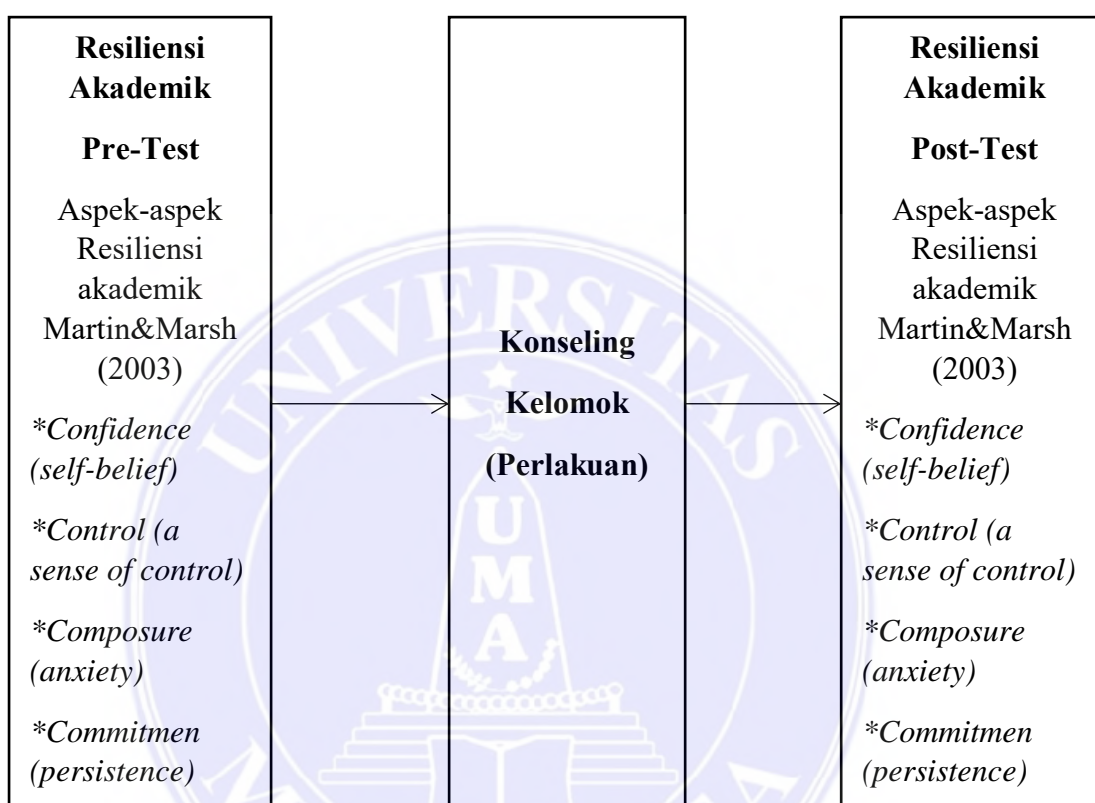 Resiliensi
Akademik
Pre-Test
Aspek-aspek
Resiliensi
akademik
Martin&Marsh
(2003)
*Confidence
(self-belief)
*Control (a
sense of control)
*Composure
(anxiety)
*Commitmen
(persistence)
Konseling
Kelomok
(Perlakuan)
Resiliensi
Akademik
Post-Test
Aspek-aspek
Resiliensi
akademik
Martin&Marsh
(2003)
*Confidence
(self-belief)
*Control (a
sense of control)
*Composure
(anxiety)
*Commitmen
(persistence)
UNIVERSITAS
UMA